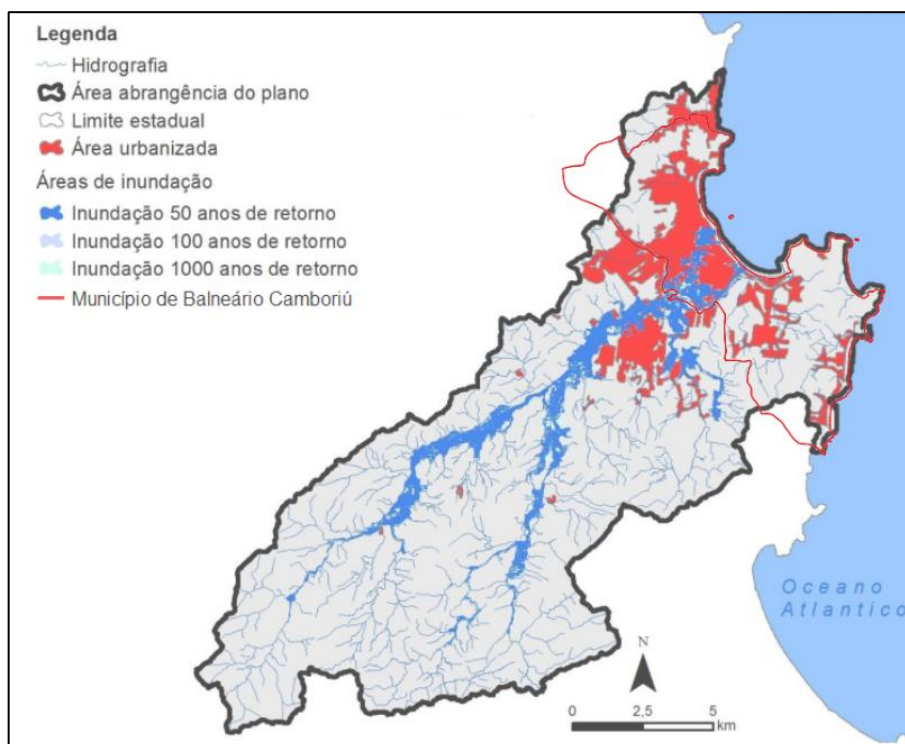 Legenda
Hidrografia
Área abrangência do plano
Limite estadual
Área urbanizada
Áreas de inundação
Inundação 50 anos de retorno
Inundação 100 anos de retorno
Inundação 1000 anos de retorno
Município de Balneário Camboriú
Oceano
Atlantico
N
0 2,5 5
km